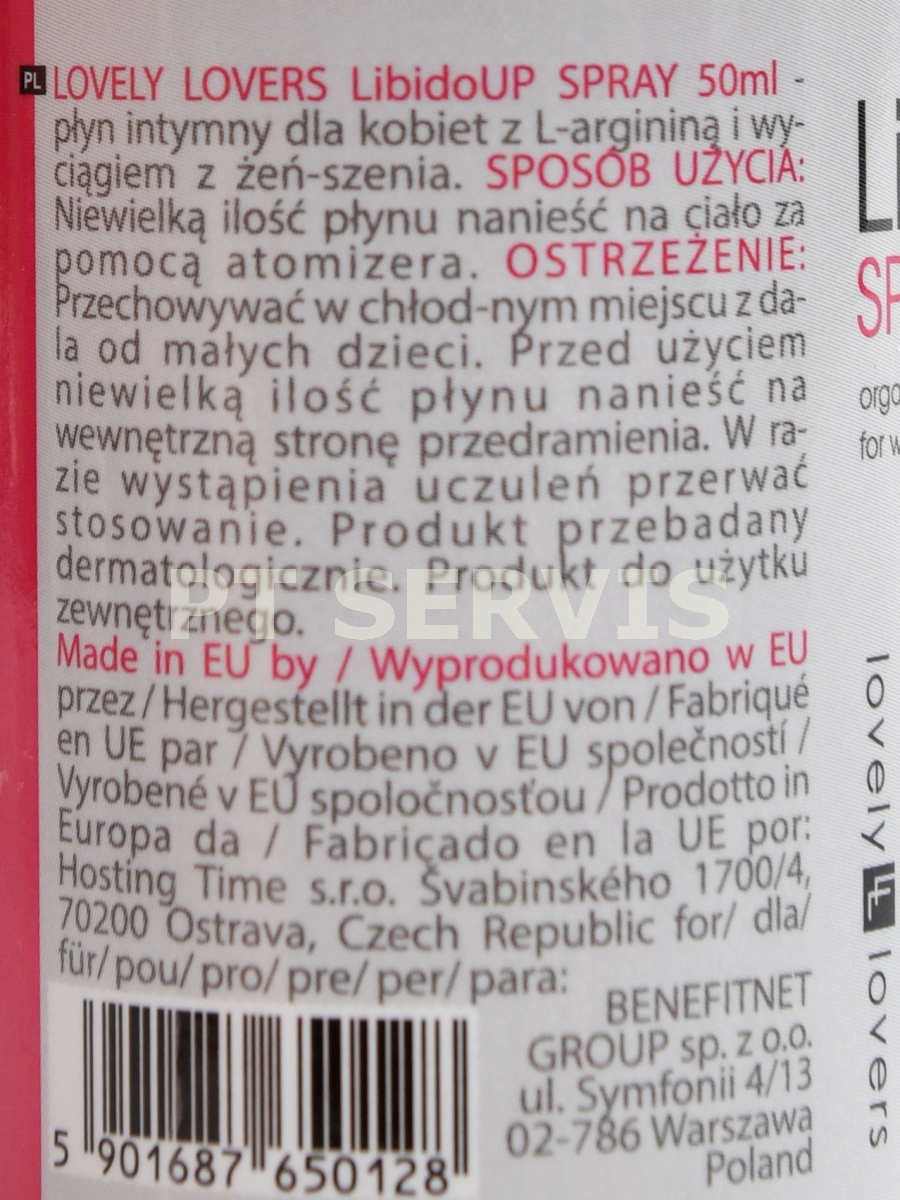 PL LOVELY LOVERS LibidoUP SPRAY 50ml -
płyn intymny dla kobiet z L-argininą i wy-
ciągiem z żeń-szenia. SPOSÓB UŻYCIA:
Niewielką ilość płynu nanieść na ciało za
pomocą atomizera. OSTRZEŻENIE:
Przechowywać w chłod-nym miejscu z da-
la od małych dzieci. Przed użyciem
niewielką ilość płynu nanieść na
wewnętrzną stronę przedramienia. W ra-
zie wystąpienia uczuleń przerwać
stosowanie. Produkt przebadany
dermatologicznie. Produkt do użytku
zewnętrznego.
PT SERVIS
Made in EU by / Wyprodukowano w EU
przez / Hergestellt in der EU von / Fabriqué
en UE par / Vyrobeno v EU společností /
Vyrobené v EÚ spoločnosťou / Prodotto in
Europa da / Fabricado en la UE por:
Hosting Time s.r.o. Švabinského 1700/4,
70200 Ostrava, Czech Republic for/ dla/
für/ pou/ pro/ pre/ per/ para:
BENEFITNET
GROUP sp. z o.o.
ul. Symfonii 4/13
02-786 Warszawa
Poland
5 901687 650128
Li
SP
orga
for w
lovely LL lovers